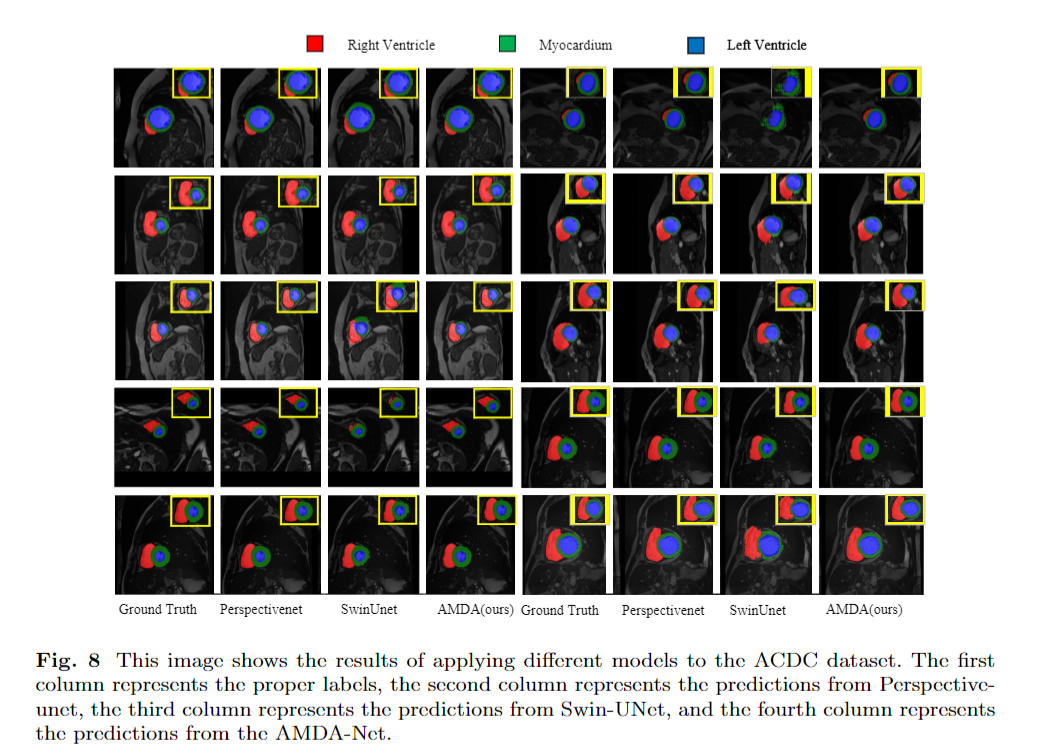 Right Ventricle Myocardium Left Ventricle
Ground Truth Perspectivenet SwinUnet AMDA(ours) Ground Truth Perspectivenet SwinUnet AMDA(ours)
Fig. 8 This image shows the results of applying different models to the ACDC dataset. The first
column represents the proper labels, the second column represents the predictions from Perspective-
unet, the third column represents the predictions from Swin-UNet, and the fourth column represents
the predictions from the AMDA-Net.